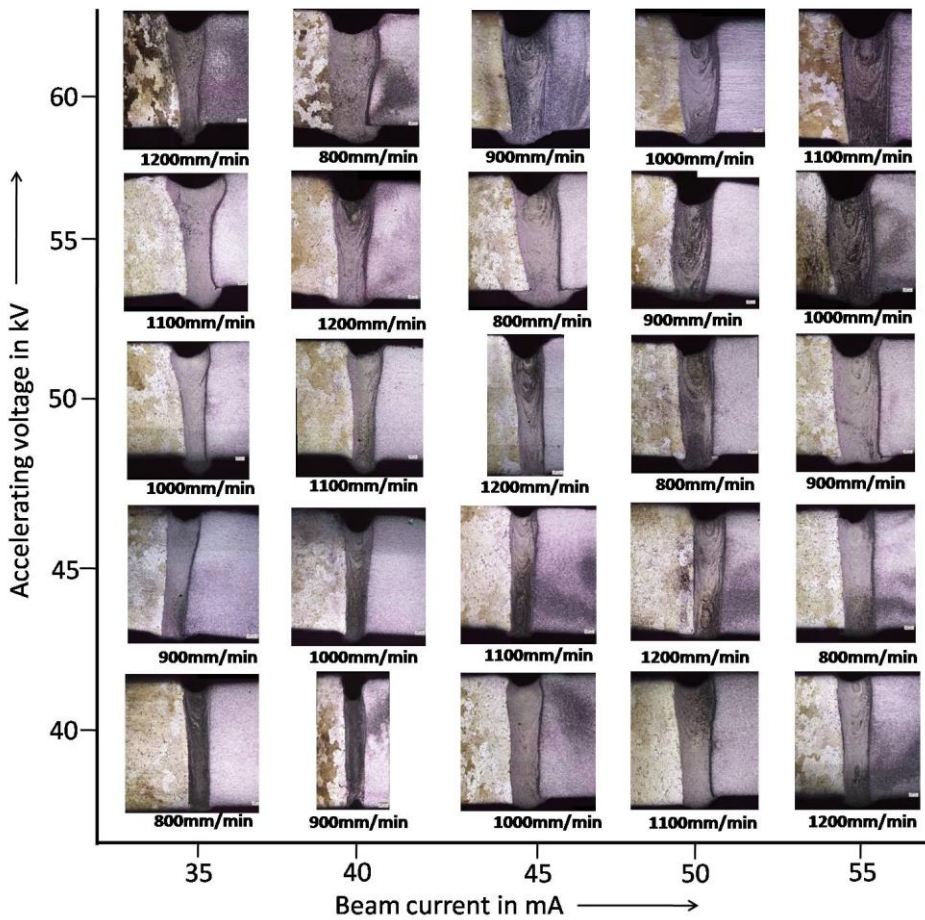 60
1200mm/min 800mm/min 900mm/min 1000mm/min 1100mm/min
55
1100mm/min 1200mm/min 800mm/min 900mm/min 1000mm/min
50
1000mm/min 1100mm/min 1200mm/min 800mm/min 900mm/min
45
900mm/min 1000mm/min 1100mm/min 1200mm/min 800mm/min
40
800mm/min 900mm/min 1000mm/min 1100mm/min 1200mm/min
35 40 45 50 55
Accelerating voltage in kV
Beam current in mA